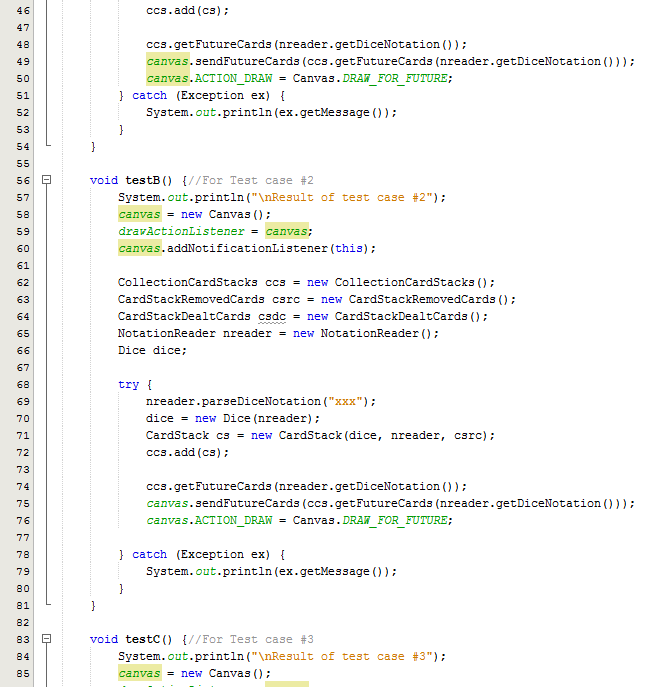 46 ccs.add(cs);
47
48 ccs.getFutureCards(nreader.getDiceNotation());
49 canvas.sendFutureCards(ccs.getFutureCards(nreader.getDiceNotation()));
50 canvas.ACTION_DRAW = Canvas.DRAW_FOR_FUTURE;
51 } catch (Exception ex) {
52 System.out.println(ex.getMessage());
53 }
54 }
55
56 void testB() {//For Test case #2
57 System.out.println("\nResult of test case #2");
58 canvas = new Canvas();
59 drawActionListener = canvas;
60 canvas.addNotificationListener(this);
61
62 CollectionCardStacks ccs = new CollectionCardStacks();
63 CardStackRemovedCards csrc = new CardStackRemovedCards();
64 CardStackDealtCards csdc = new CardStackDealtCards();
65 NotationReader nreader = new NotationReader();
66 Dice dice;
67
68 try {
69 nreader.parseDiceNotation("xxx");
70 dice = new Dice(nreader);
71 CardStack cs = new CardStack(dice, nreader, csrc);
72 ccs.add(cs);
73
74 ccs.getFutureCards(nreader.getDiceNotation());
75 canvas.sendFutureCards(ccs.getFutureCards(nreader.getDiceNotation()));
76 canvas.ACTION_DRAW = Canvas.DRAW_FOR_FUTURE;
77
78 } catch (Exception ex) {
79 System.out.println(ex.getMessage());
80 }
81 }
82
83 void testC() {//For Test case #3
84 System.out.println("\nResult of test case #3");
85 canvas = new Canvas();